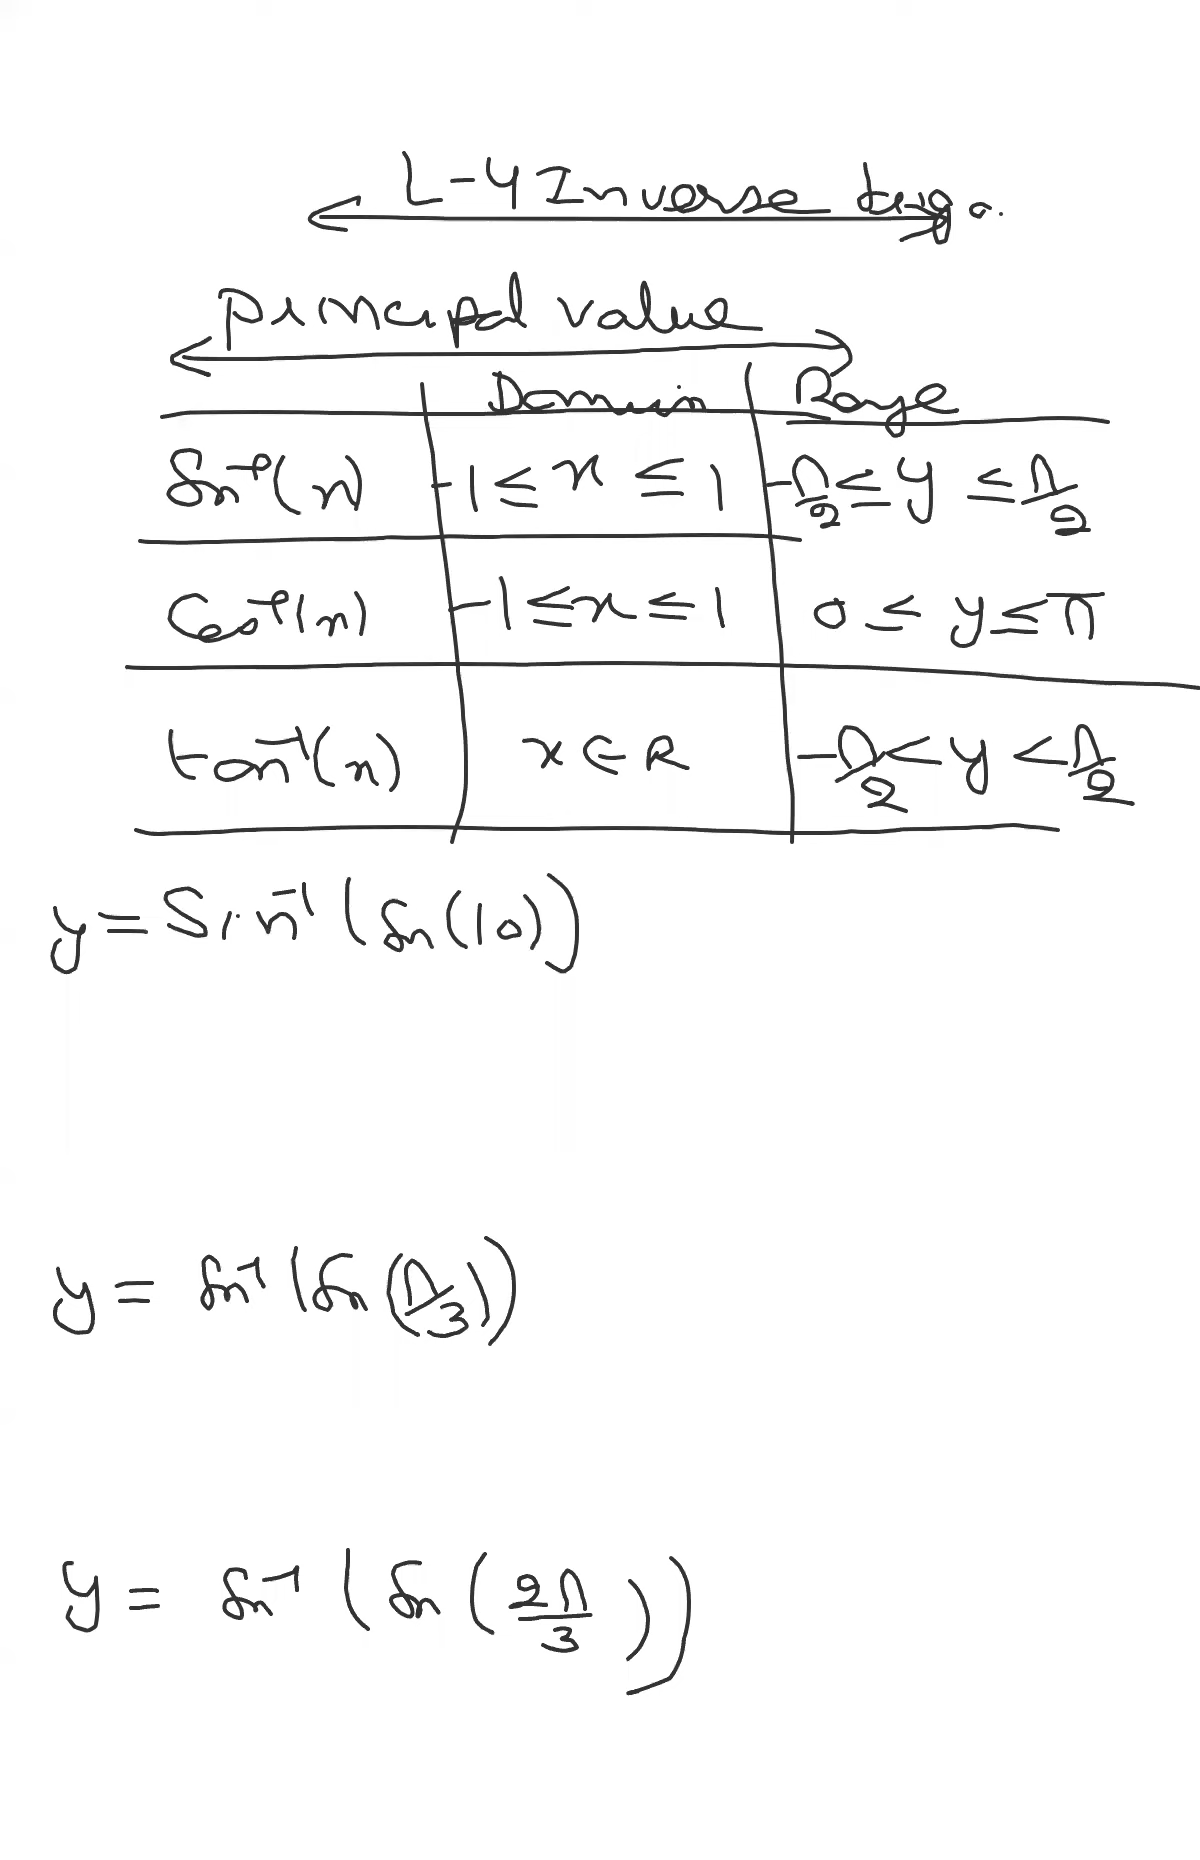 L-4 Inverse trigo.
principal value
Domain Range
Sin⁻¹(x) -1 ≤ x ≤ 1 -π/2 ≤ y ≤ π/2
Cos⁻¹(x) -1 ≤ x ≤ 1 0 ≤ y ≤ π
tan⁻¹(x) x ∈ R -π/2 < y < π/2
y = Sin⁻¹(Sin(10))
y = Sin⁻¹(Sin(π/3))
y = Sin⁻¹(Sin(2π/3))